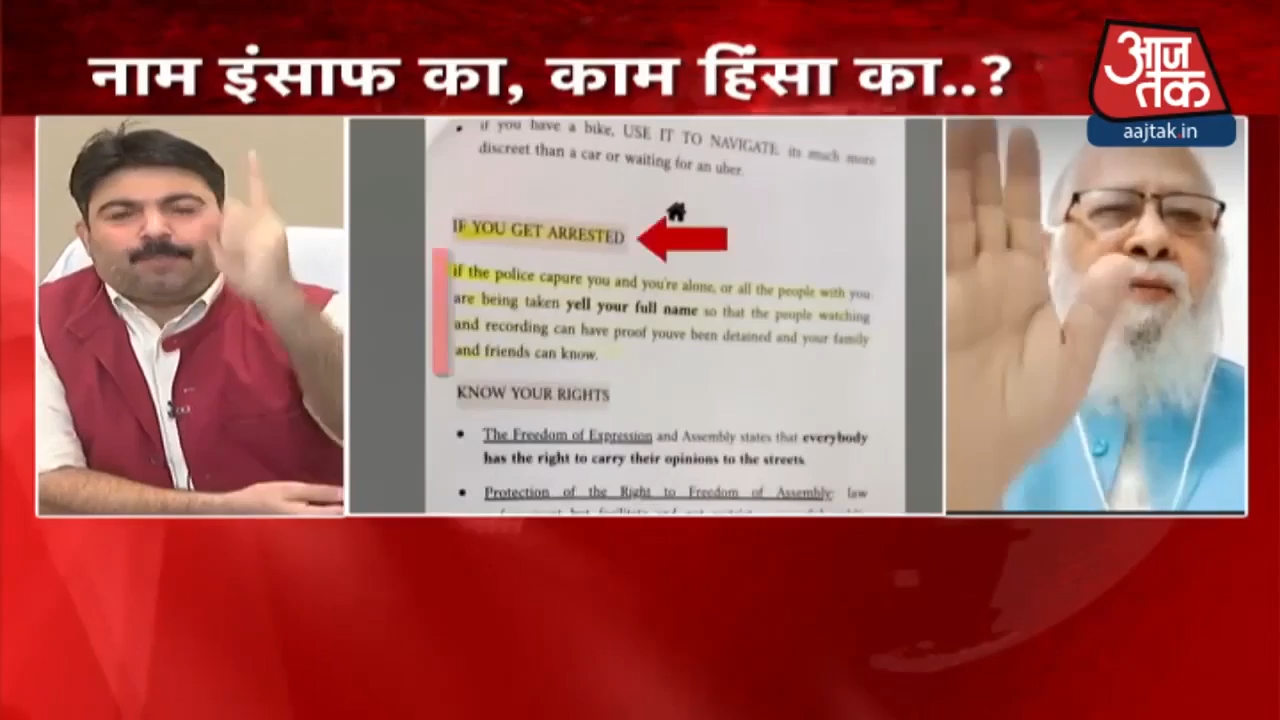 नाम इंसाफ का, काम हिंसा का..?
आज
तक
aajtak.in
if you have a bike, USE IT TO NAVIGATE, its much more
discreet than a car or waiting for an uber.
IF YOU GET ARRESTED
if the police capure you and you're alone, or all the people with you
are being taken yell your full name so that the people watching
and recording can have proof youve been detained and your family
and friends can know.
KNOW YOUR RIGHTS
• The Freedom of Expression and Assembly states that everybody
has the right to carry their opinions to the streets
• Protection of the Right to Freedom of Assembly: law